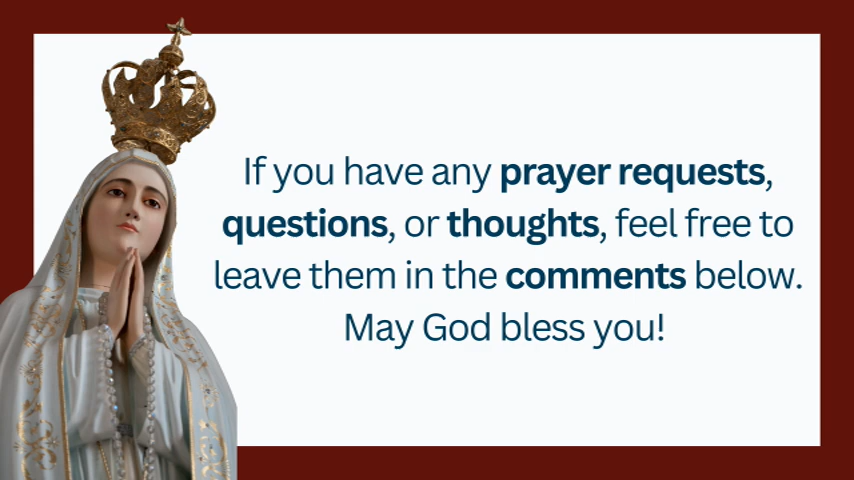 If you have any prayer requests,
questions, or thoughts, feel free to
leave them in the comments below.
May God bless you!